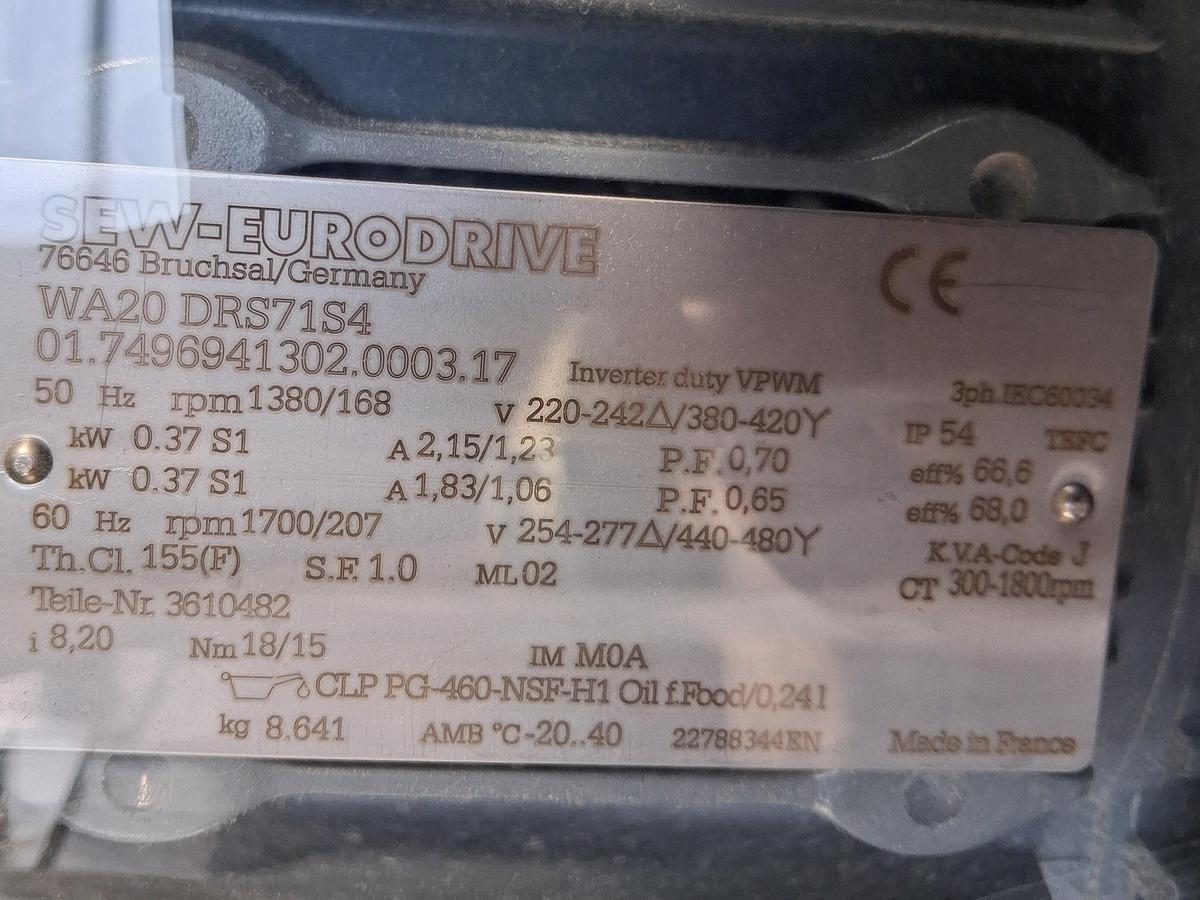 SEW-EURODRIVE
76646 Bruchsal/Germany
CE
WA20 DRS71S4
01.7496941302.0003.17 Inverter duty VPWM 3ph.IEC60034
50 Hz rpm 1380/168 V 220-242△/380-420Y IP 54 TEFC
kW 0.37 S1 A 2,15/1,23 P.F. 0,70 eff% 66,6
kW 0.37 S1 A 1,83/1,06 P.F. 0,65 eff% 68,0
60 Hz rpm 1700/207 V 254-277△/440-480Y K.V.A-Code J
Th.Cl. 155(F) S.F. 1.0 ML 02 CT 300-1800rpm
Teile-Nr. 3610482
i 8,20 Nm 18/15 IM M0A
CLP PG-460-NSF-H1 Oil f.Food/0,24l
kg 8.641 AMB °C -20..40 22788344EN Made in France